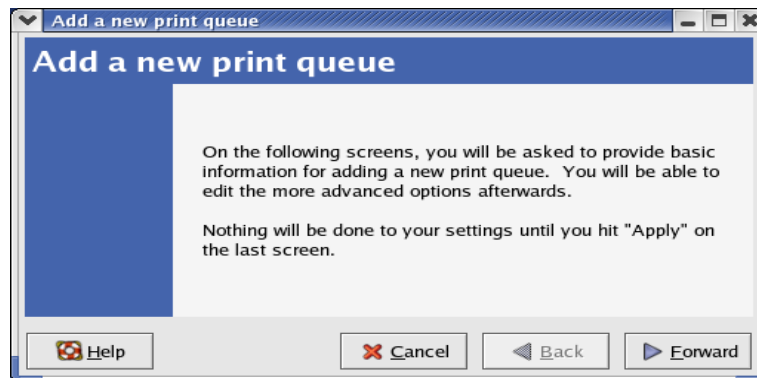 Add a new print queue
Add a new print queue
On the following screens, you will be asked to provide basic
information for adding a new print queue.  You will be able to
edit the more advanced options afterwards.
Nothing will be done to your settings until you hit "Apply" on
the last screen.
Help
Cancel
Back
Forward